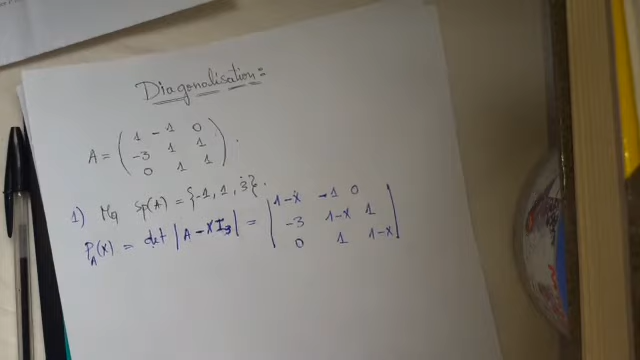 Diagonalisation:
A = ( 1 -1 0
-3 1 1
0 1 1 ).
1) Mq Sp(A) = {-1, 1, 3}.
P_A(X) = det |A - XI_3| = | 1-X -1 0
-3 1-X 1
0 1 1-X |